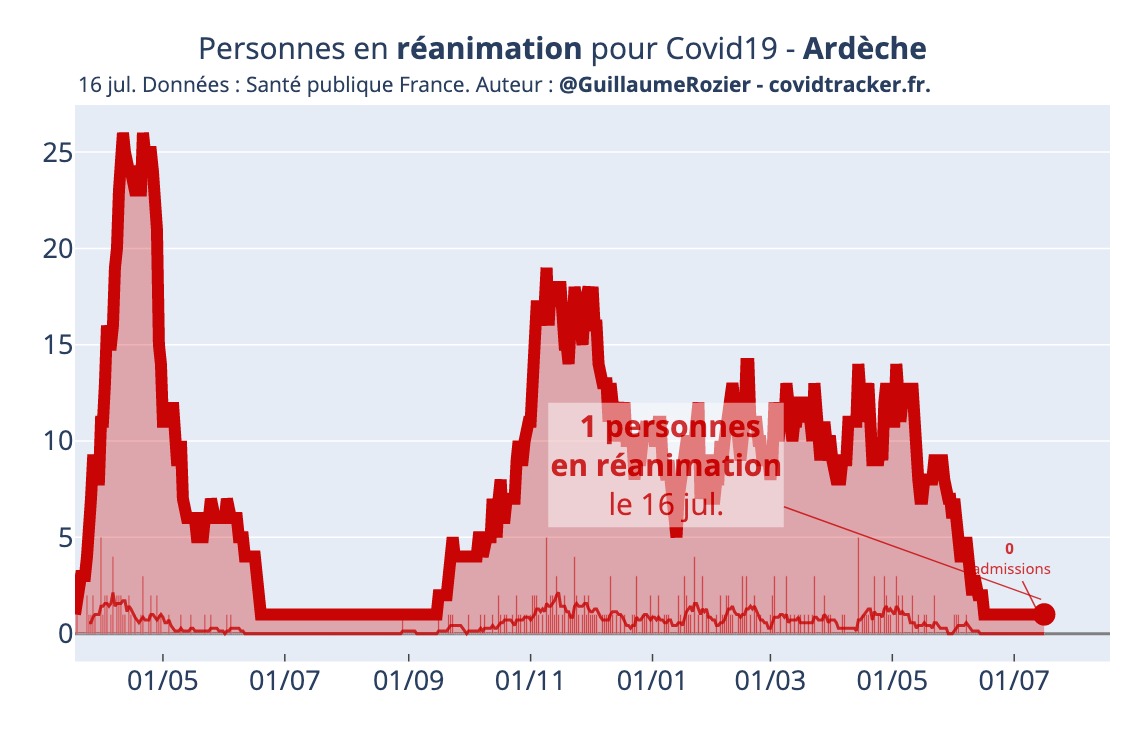 Personnes en réanimation pour Covid19 - Ardèche
16 jul. Données : Santé publique France. Auteur : @GuillaumeRozier - covidtracker.fr.
25
20
15
10
5
0
1 personnes
en réanimation
le 16 jul.
0
admissions
01/05
01/07
01/09
01/11
01/01
01/03
01/05
01/07